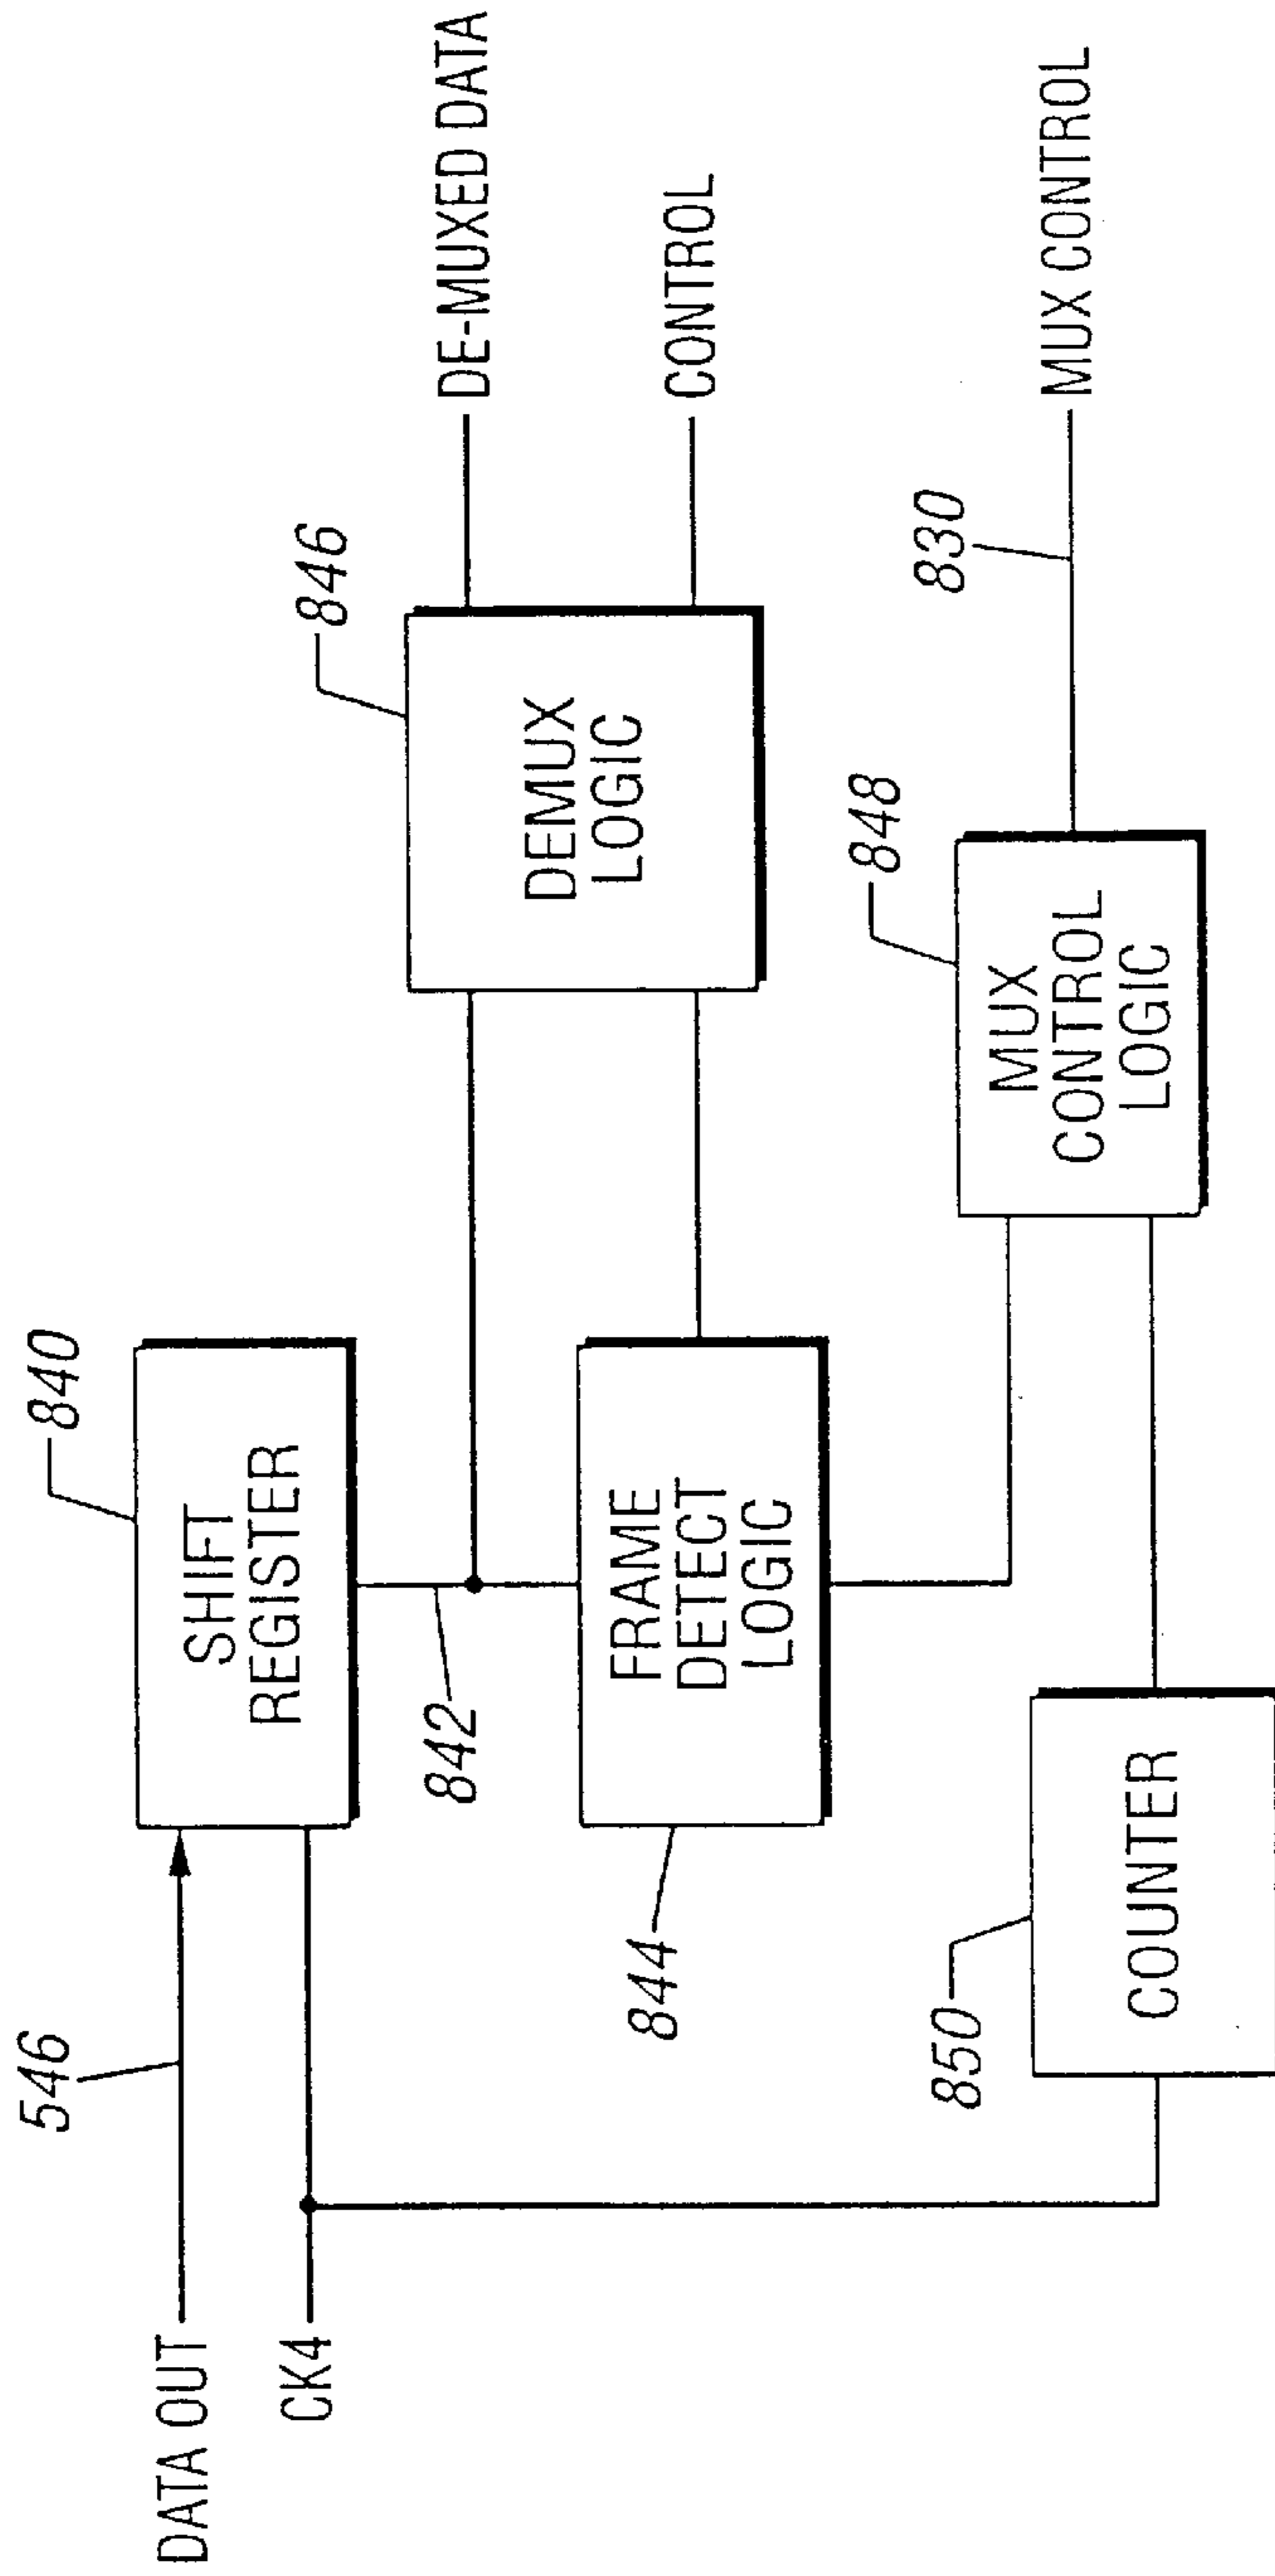 DATA OUT
546
CK4
SHIFT
REGISTER
840
842
FRAME
DETECT
LOGIC
844
DEMUX
LOGIC
846
DE-MUXED DATA
CONTROL
COUNTER
850
MUX
CONTROL
LOGIC
848
830
MUX CONTROL